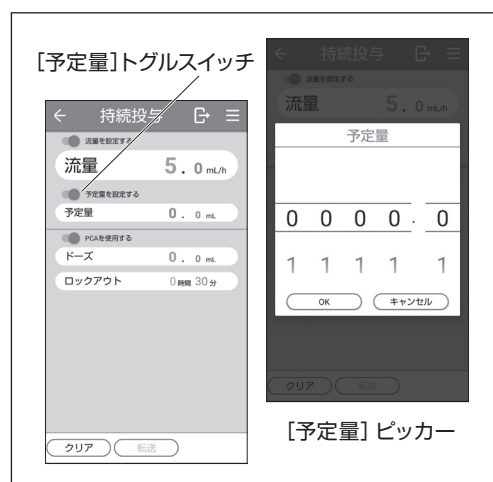 [予定量]トグルスイッチ
持続投与
流量を設定する
流量 5.0 mL/h
予定量を設定する
予定量 0.0 mL
PCAを使用する
ドーズ 0.0 mL
ロックアウト 0時間30分
クリア 転送
持続投与
流量を設定する
流量 5.0 mL/h
予定量
0 0 0 0 . 0
1 1 1 1 1
OK キャンセル
クリア 転送
[予定量] ピッカー